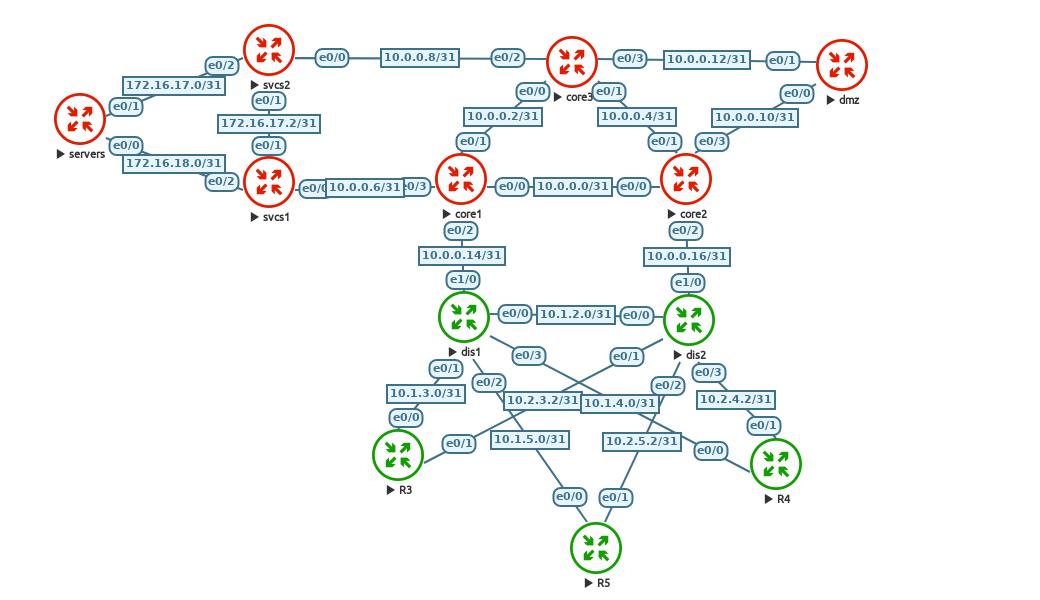 e0/2
e0/0
10.0.0.8/31
e0/2
e0/3
10.0.0.12/31
e0/1
172.16.17.0/31
svcs2
core3
dmz
e0/1
e0/1
e0/0
e0/1
e0/0
172.16.17.2/31
10.0.0.2/31
10.0.0.4/31
10.0.0.10/31
servers
e0/0
e0/1
e0/1
e0/1
e0/3
172.16.18.0/31
e0/2
svcs1
10.0.0.6/31
e0/3
e0/0
10.0.0.0/31
e0/0
core1
core2
e0/2
e0/2
10.0.0.14/31
10.0.0.16/31
e1/0
e1/0
e0/0
10.1.2.0/31
e0/0
dis1
dis2
e0/1
e0/3
e0/1
e0/3
e0/2
e0/2
10.1.3.0/31
10.2.3.2/31
10.1.4.0/31
10.2.4.2/31
e0/0
e0/1
e0/1
10.1.5.0/31
10.2.5.2/31
e0/0
R3
R4
e0/0
e0/1
R5